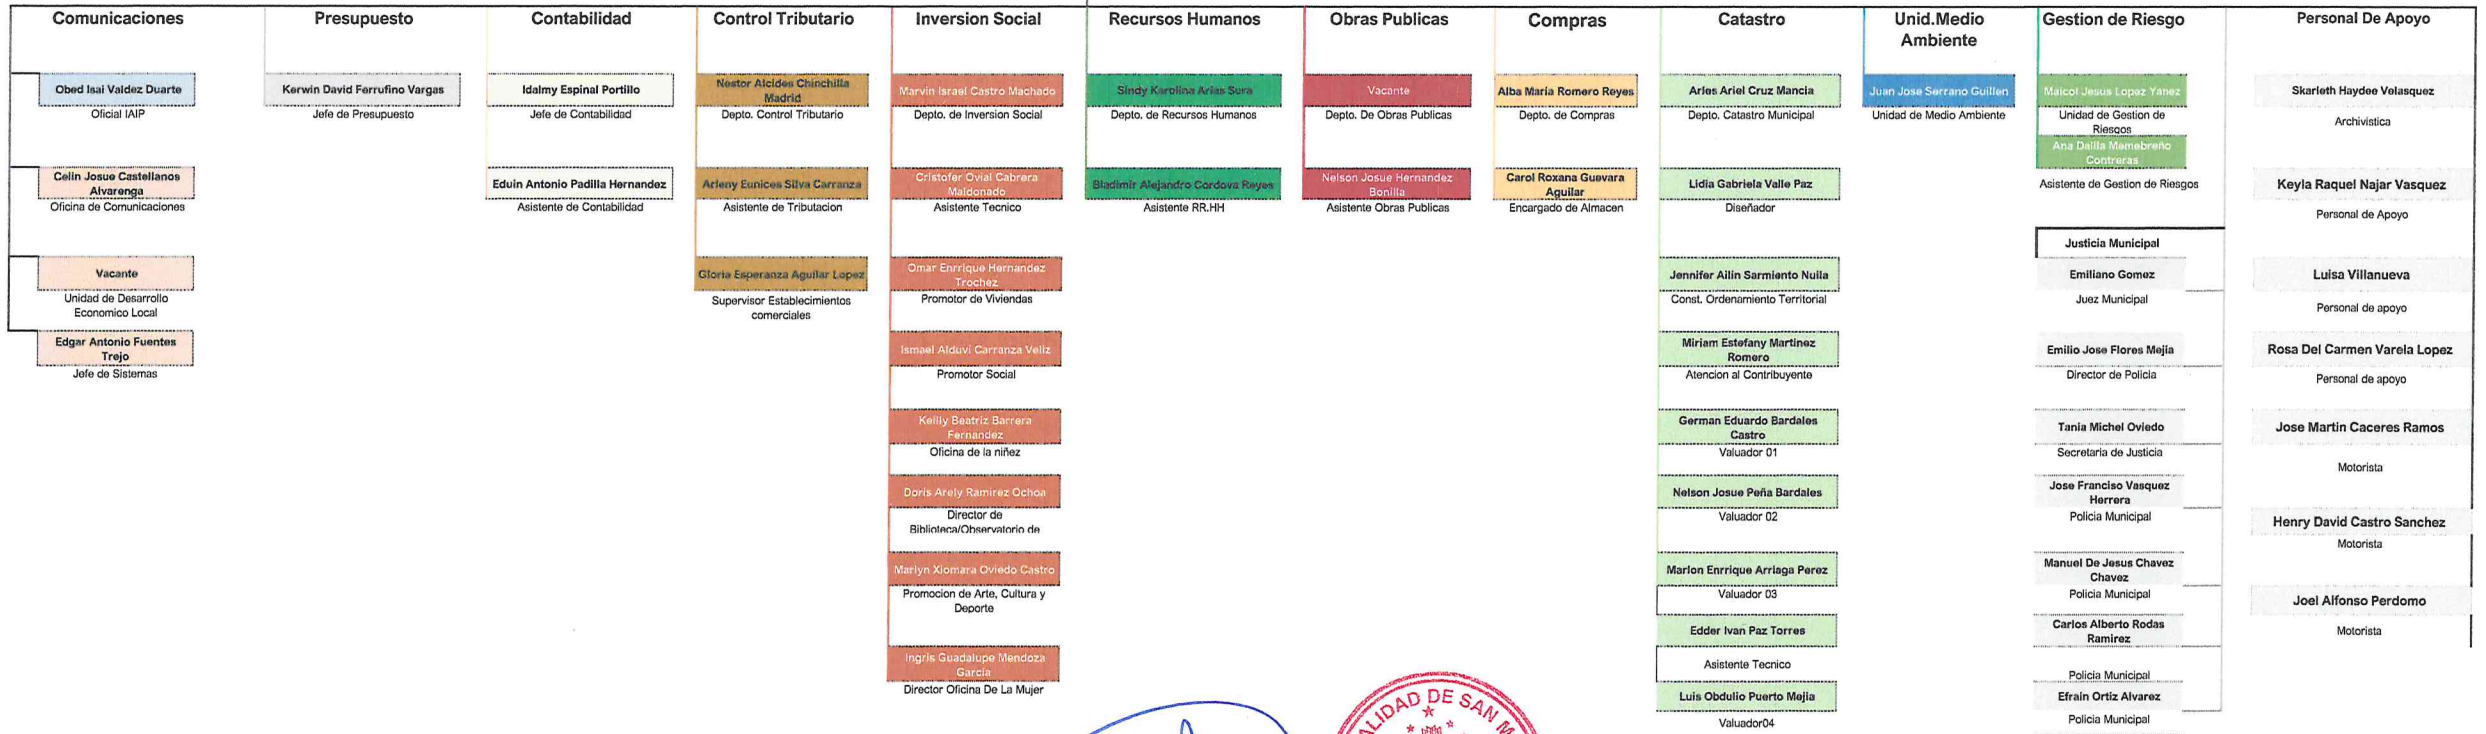 Comunicaciones
Obed Isai Valdez Duarte
Oficial IAIP
Celin Josue Castellanos
Alvarenga
Oficina de Comunicaciones
Vacante
Unidad de Desarrollo
Economico Local
Edgar Antonio Fuentes
Trejo
Jefe de Sistemas
Presupuesto
Kerwin David Ferrufino Vargas
Jefe de Presupuesto
Contabilidad
Idalmy Espinal Portillo
Jefe de Contabilidad
Eduin Antonio Padilla Hernandez
Asistente de Contabilidad
Control Tributario
Nestor Alcides Chinchilla
Madrid
Depto. Control Tributario
Arleny Eunices Silva Carranza
Asistente de Tributacion
Gloria Esperanza Aguilar Lopez
Supervisor Establecimientos
comerciales
Inversion Social
Marvin Israel Castro Machado
Depto. de Inversion Social
Cristofer Ovial Cabrera
Maldonado
Asistente Tecnico
Omar Enrrique Hernandez
Trochez
Promotor de Viviendas
Ismael Alduvi Carranza Veliz
Promotor Social
Keilly Beatriz Barrera
Fernandez
Oficina de la niñez
Doris Arely Ramirez Ochoa
Director de
Biblioteca/Observatorio de
Marlyn Xiomara Oviedo Castro
Promocion de Arte, Cultura y
Deporte
Ingris Guadalupe Mendoza
Garcia
Director Oficina De La Mujer
Recursos Humanos
Sindy Karolina Arias Sura
Depto. de Recursos Humanos
Bladimir Alejandro Cordova Reyes
Asistente RR.HH
Obras Publicas
Vacante
Depto. De Obras Publicas
Nelson Josue Hernandez
Bonilla
Asistente Obras Publicas
Compras
Alba Maria Romero Reyes
Depto. de Compras
Carol Roxana Guevara
Aguilar
Encargado de Almacen
Catastro
Arles Ariel Cruz Mancia
Depto. Catastro Municipal
Lidia Gabriela Valle Paz
Diseñador
Jennifer Ailin Sarmiento Nuila
Const. Ordenamiento Territorial
Miriam Estefany Martinez
Romero
Atencion al Contribuyente
German Eduardo Bardales
Castro
Valuador 01
Nelson Josue Peña Bardales
Valuador 02
Marlon Enrrique Arriaga Perez
Valuador 03
Edder Ivan Paz Torres
Asistente Tecnico
Luis Obdulio Puerto Mejia
Valuador04
Unid.Medio
Ambiente
Juan Jose Serrano Guillen
Unidad de Medio Ambiente
Gestion de Riesgo
Maicol Jesus Lopez Yanez
Unidad de Gestion de
Riesgos
Ana Dalila Memebreño
Contreras
Asistente de Gestion de Riesgos
Justicia Municipal
Emiliano Gomez
Juez Municipal
Emilio Jose Flores Mejia
Director de Policia
Tania Michel Oviedo
Secretaria de Justicia
Jose Franciso Vasquez
Herrera
Policia Municipal
Manuel De Jesus Chavez
Chavez
Policia Municipal
Carlos Alberto Rodas
Ramirez
Policia Municipal
Efrain Ortiz Alvarez
Policia Municipal
Personal De Apoyo
Skarleth Haydee Velasquez
Archivistica
Keyla Raquel Najar Vasquez
Personal de Apoyo
Luisa Villanueva
Personal de apoyo
Rosa Del Carmen Varela Lopez
Personal de apoyo
Jose Martin Caceres Ramos
Motorista
Henry David Castro Sanchez
Motorista
Joel Alfonso Perdomo
Motorista
ALIDAD DE SAN M